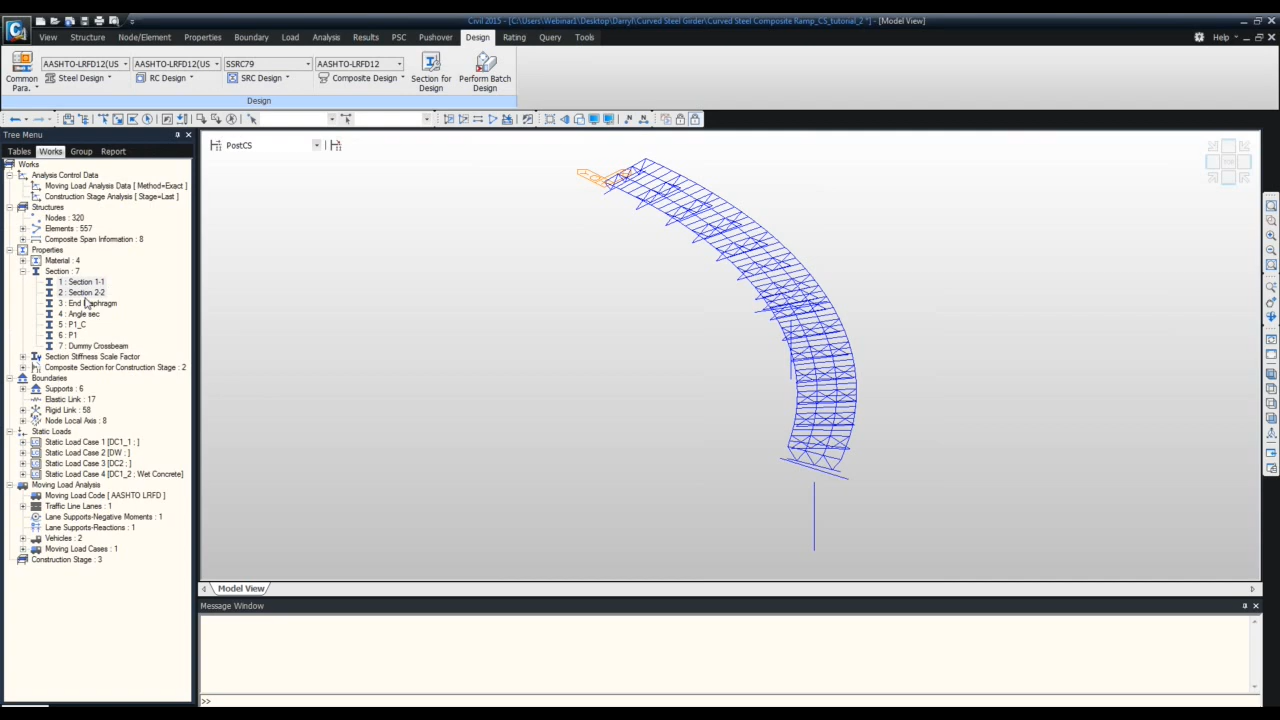 Civil 2015 - [C:\Users\Webinar1\Desktop\Darryl\Curved Steel Girder\Curved Steel Composite Ramp_CS_tutorial_2 *] - [Model View]
View Structure Node/Element Properties Boundary Load Analysis Results PSC Pushover Design Rating Query Tools Help
Common Para.
AASHTO-LRFD12(US
Steel Design
AASHTO-LRFD12(US
RC Design
SSRC79
SRC Design
AASHTO-LRFD12
Composite Design
Section for Design
Perform Batch Design
Design
Tree Menu
Tables Works Group Report
PostCS
Works
Analysis Control Data
Moving Load Analysis Data [ Method=Exact ]
Construction Stage Analysis [ Stage=Last ]
Structures
Nodes : 320
Elements : 557
Composite Span Information : 8
Properties
Material : 4
Section : 7
1 : Section 1-1
2 : Section 2-2
3 : End Diaphragm
4 : Angle sec
5 : P1_C
6 : P1
7 : Dummy Crossbeam
Section Stiffness Scale Factor
Composite Section for Construction Stage : 2
Boundaries
Supports : 6
Elastic Link : 17
Rigid Link : 58
Node Local Axis : 8
Static Loads
Static Load Case 1 [DC1_1 ; ]
Static Load Case 2 [DW ; ]
Static Load Case 3 [DC2 ; ]
Static Load Case 4 [DC1_2 , Wet Concrete]
Moving Load Analysis
Moving Load Code [ AASHTO LRFD ]
Traffic Line Lanes : 1
Lane Supports-Negative Moments : 1
Lane Supports-Reactions : 1
Vehicles : 2
Moving Load Cases : 1
Construction Stage : 3
Model View
Message Window
>>